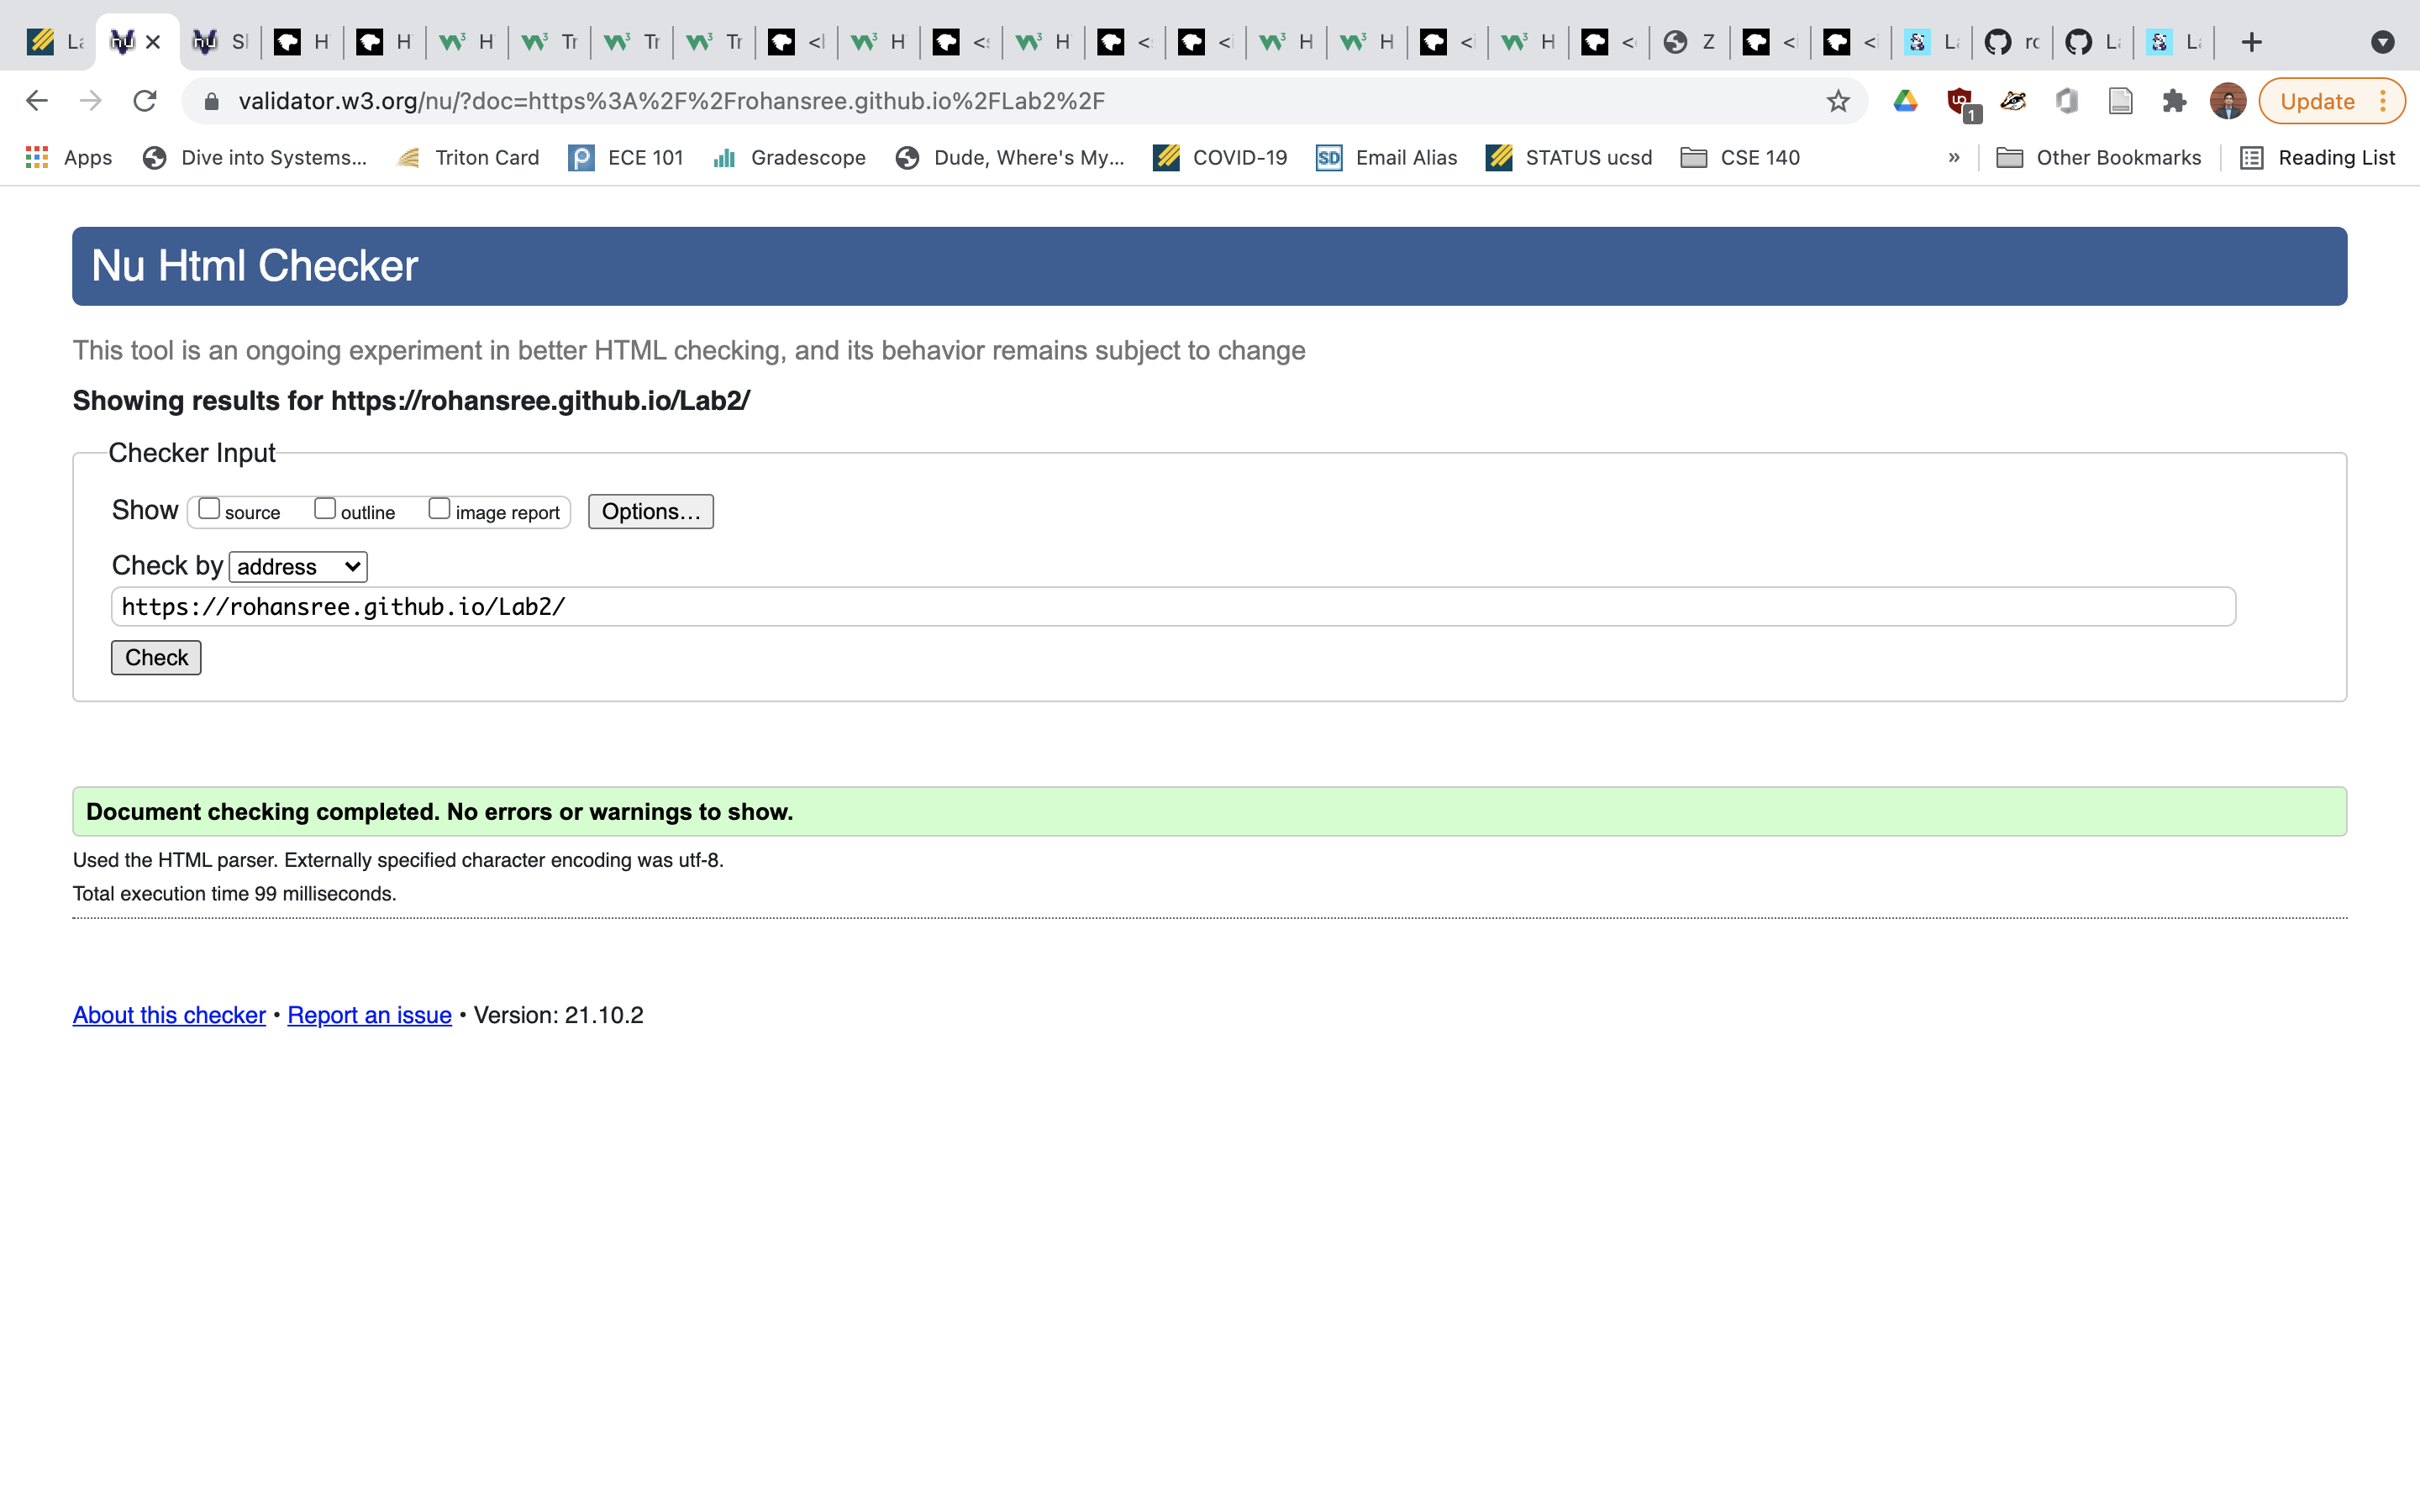 validator.w3.org/nu/?doc=https%3A%2F%2Frohansree.github.io%2FLab2%2F
Update
Apps Dive into Systems... Triton Card ECE 101 Gradescope Dude, Where's My... COVID-19 Email Alias STATUS ucsd CSE 140 » Other Bookmarks Reading List
Nu Html Checker
This tool is an ongoing experiment in better HTML checking, and its behavior remains subject to change
Showing results for https://rohansree.github.io/Lab2/
Checker Input
Show source outline image report Options...
Check by address
https://rohansree.github.io/Lab2/
Check
Document checking completed. No errors or warnings to show.
Used the HTML parser. Externally specified character encoding was utf-8.
Total execution time 99 milliseconds.
About this checker • Report an issue • Version: 21.10.2